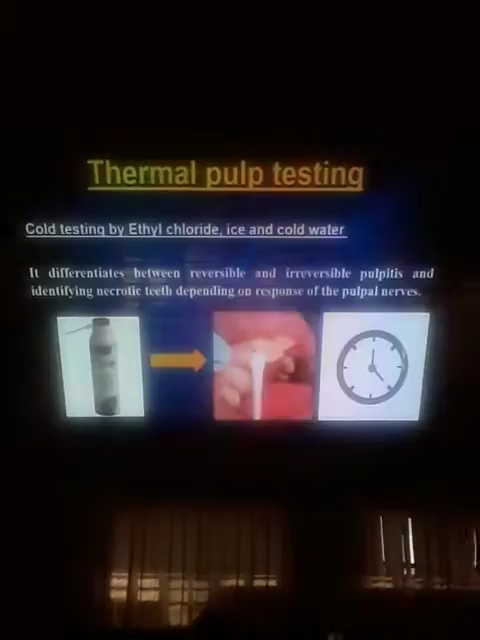 Thermal pulp testing
Cold testing by Ethyl chloride, ice and cold water
It differentiates between reversible and irreversible pulpitis and
identifying necrotic teeth depending on response of the pulpal nerves.